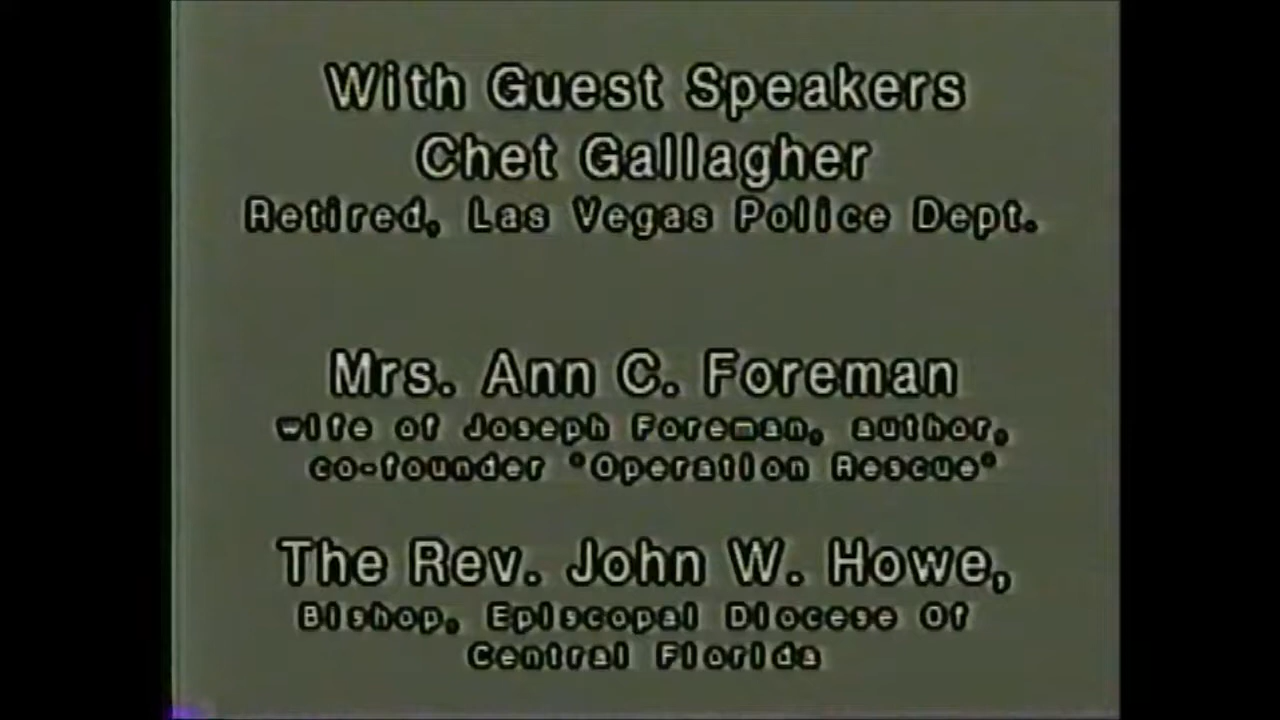 With Guest Speakers
Chet Gallagher
Retired, Las Vegas Police Dept.
Mrs. Ann C. Foreman
wife of Joseph Foreman, author,
co-founder "Operation Rescue"
The Rev. John W. Howe,
Bishop, Episcopal Diocese Of
Central Florida